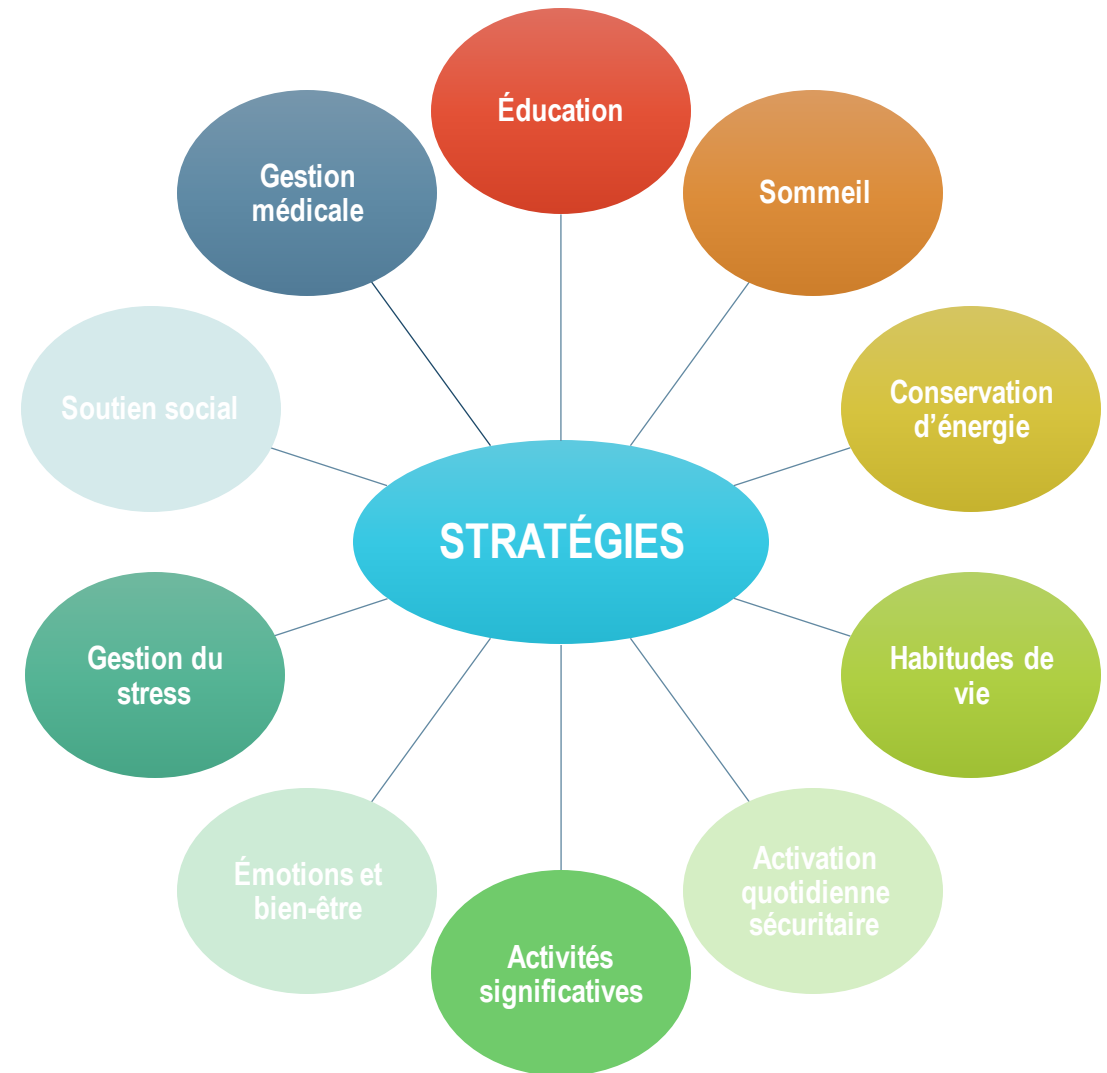 Éducation
Sommeil
Conservation
d'énergie
Habitudes de
vie
Activation
quotidienne
sécuritaire
Activités
significatives
Émotions et
bien-être
Gestion du
stress
Soutien social
Gestion
médicale
STRATÉGIES